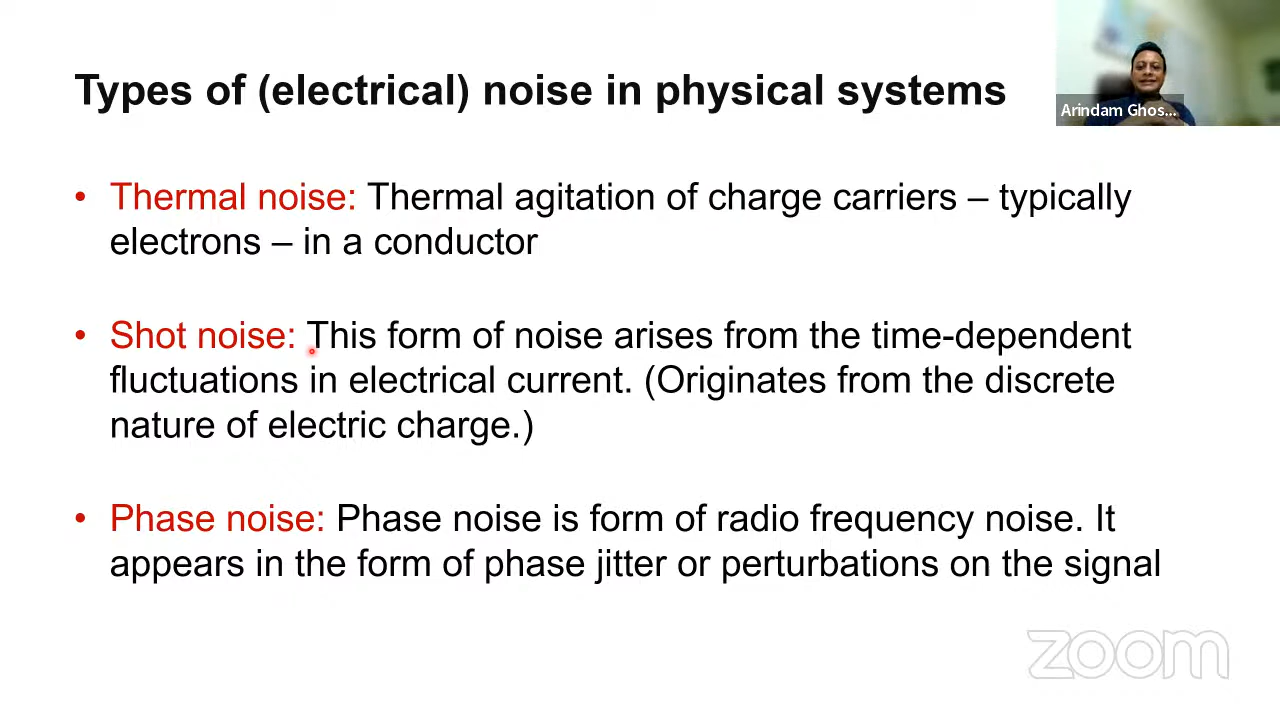 Types of (electrical) noise in physical systems
Arindam Ghos...
• Thermal noise: Thermal agitation of charge carriers – typically
electrons – in a conductor
• Shot noise: This form of noise arises from the time-dependent
fluctuations in electrical current. (Originates from the discrete
nature of electric charge.)
• Phase noise: Phase noise is form of radio frequency noise. It
appears in the form of phase jitter or perturbations on the signal
zoom